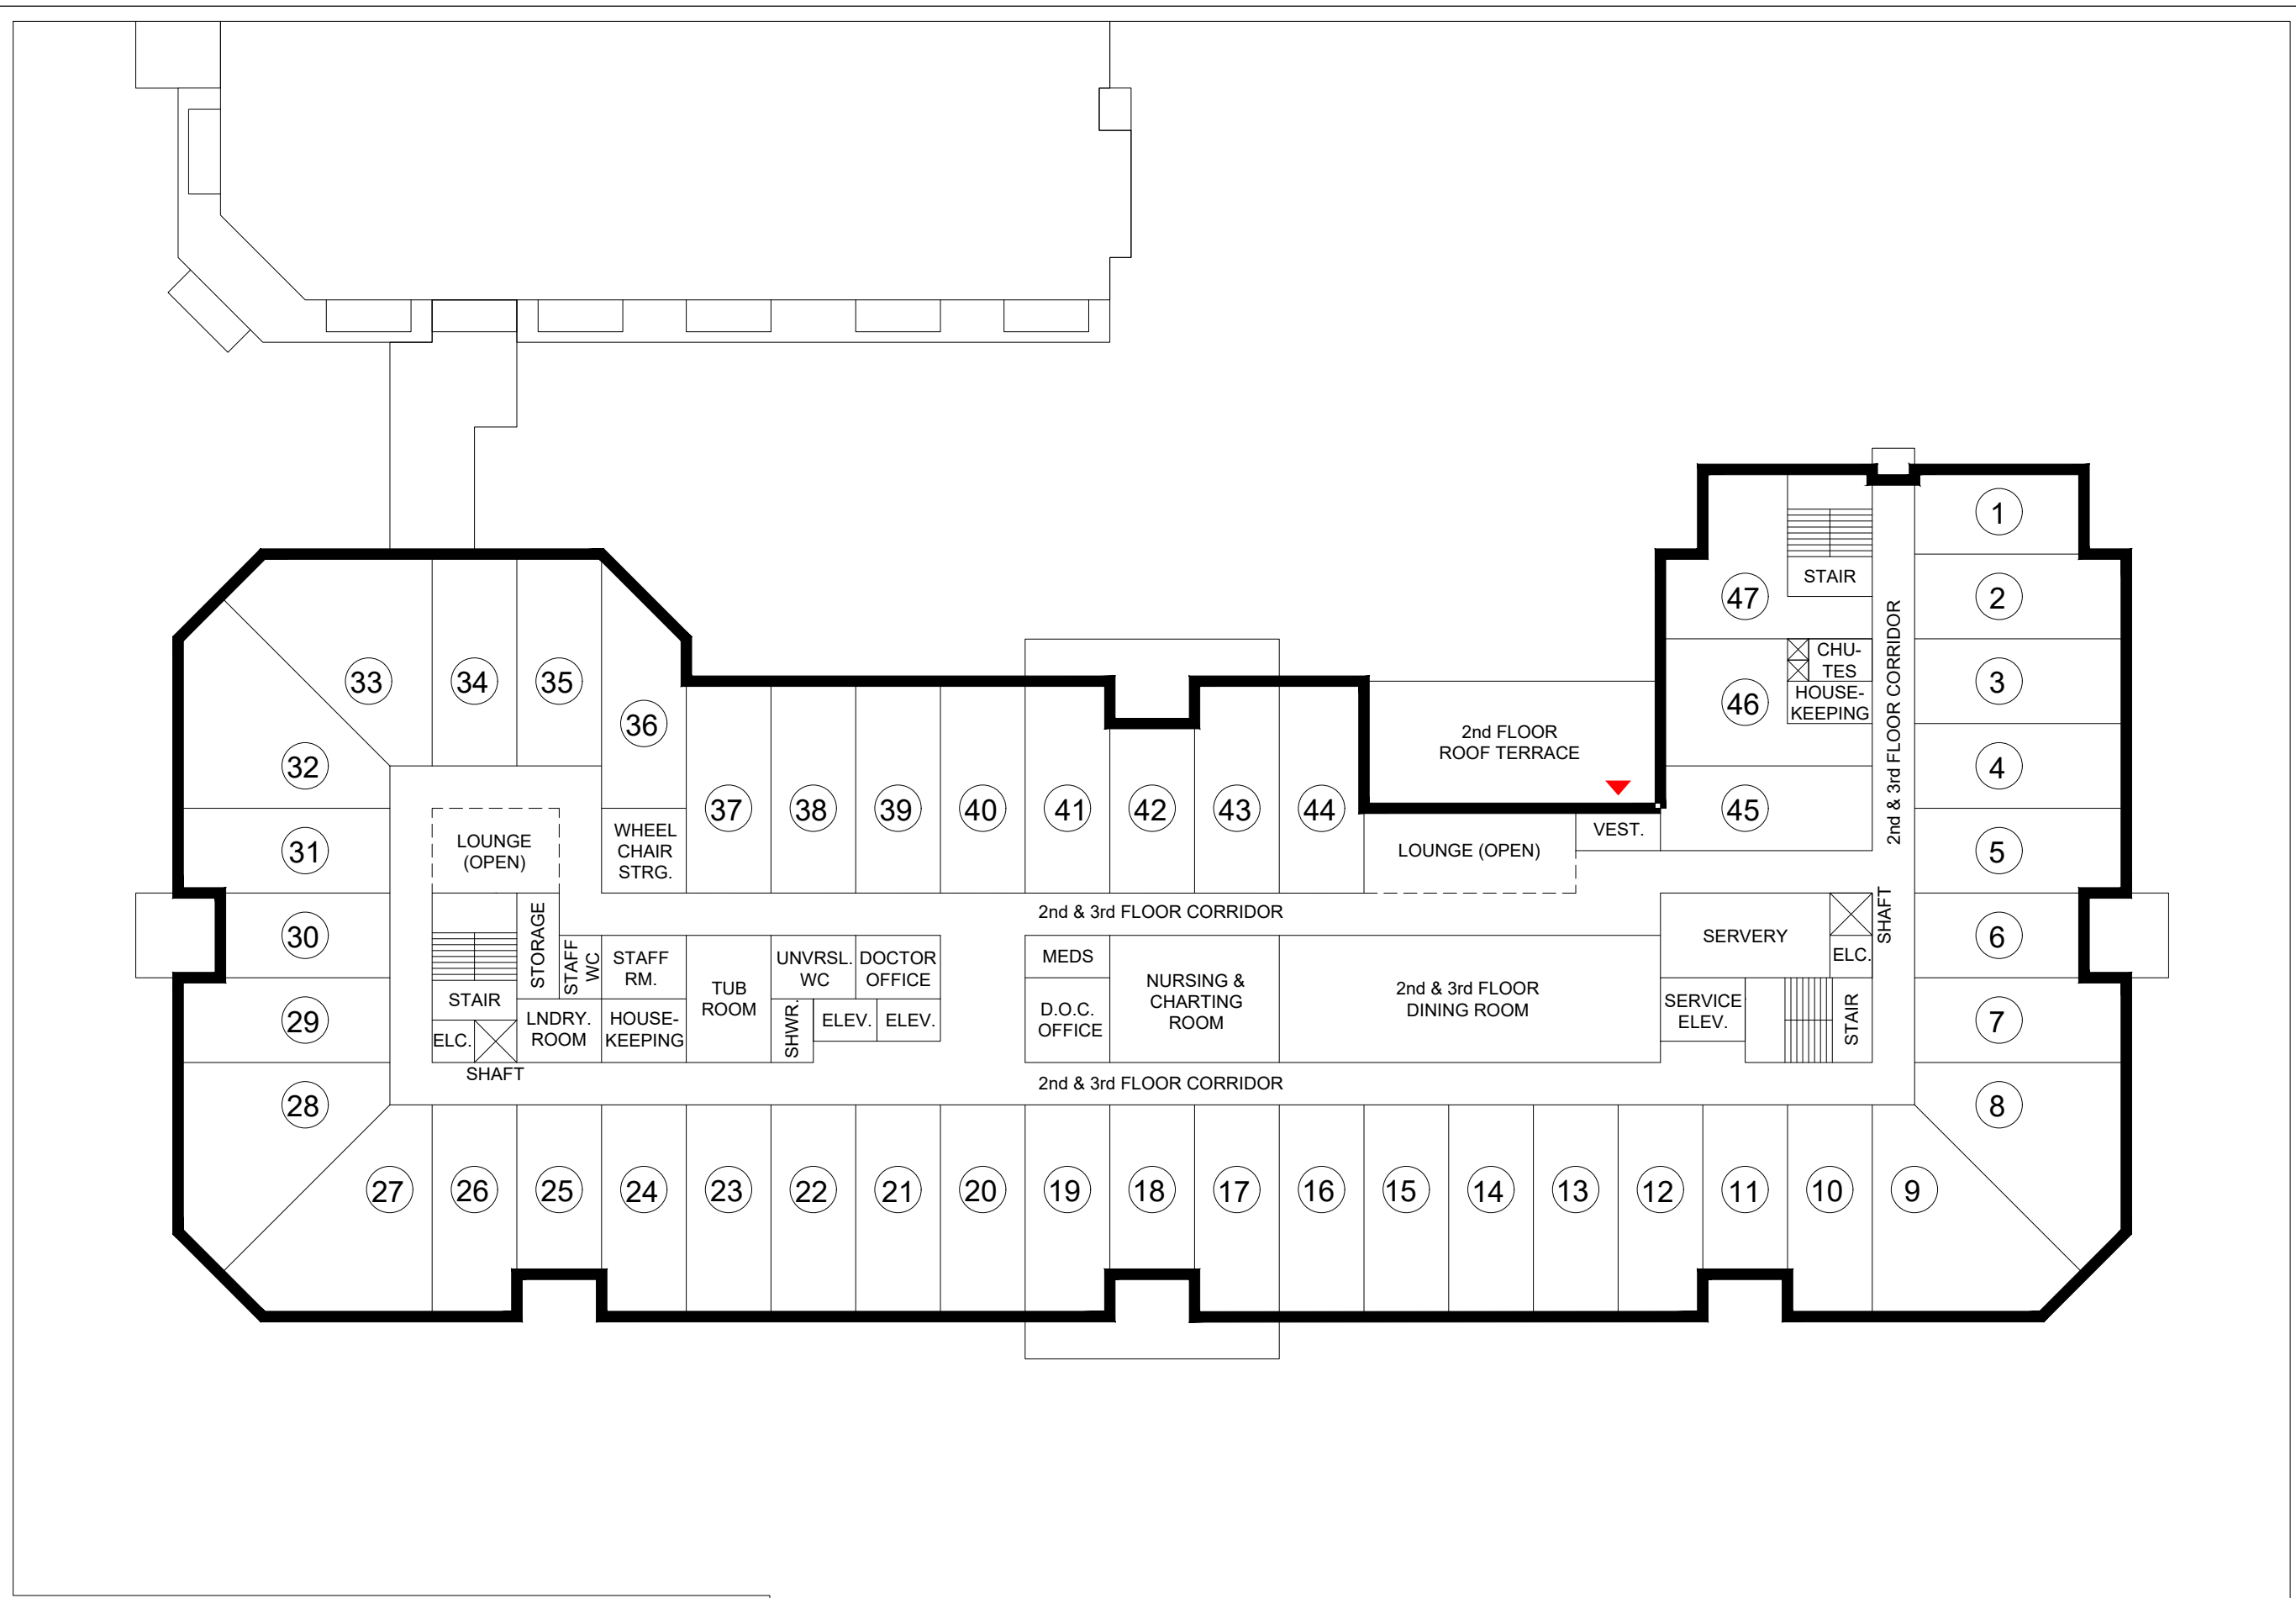 1
STAIR
47
2
CHU-
TES
33
34
35
46
3
HOUSE-
KEEPING
36
2nd & 3rd FLOOR CORRIDOR
2nd FLOOR
ROOF TERRACE
32
4
37
38
39
40
41
42
43
44
45
WHEEL
CHAIR
STRG.
VEST.
LOUNGE
(OPEN)
31
LOUNGE (OPEN)
5
2nd & 3rd FLOOR CORRIDOR
SHAFT
30
STORAGE
STAFF
WC
STAFF
RM.
UNVRSL.
WC
DOCTOR
OFFICE
MEDS
SERVERY
6
ELC.
TUB
ROOM
NURSING &
CHARTING
ROOM
2nd & 3rd FLOOR
DINING ROOM
STAIR
29
LNDRY.
ROOM
HOUSE-
KEEPING
SHWR.
ELEV.
ELEV.
D.O.C.
OFFICE
SERVICE
ELEV.
STAIR
7
ELC.
SHAFT
2nd & 3rd FLOOR CORRIDOR
28
8
27
26
25
24
23
22
21
20
19
18
17
16
15
14
13
12
11
10
9